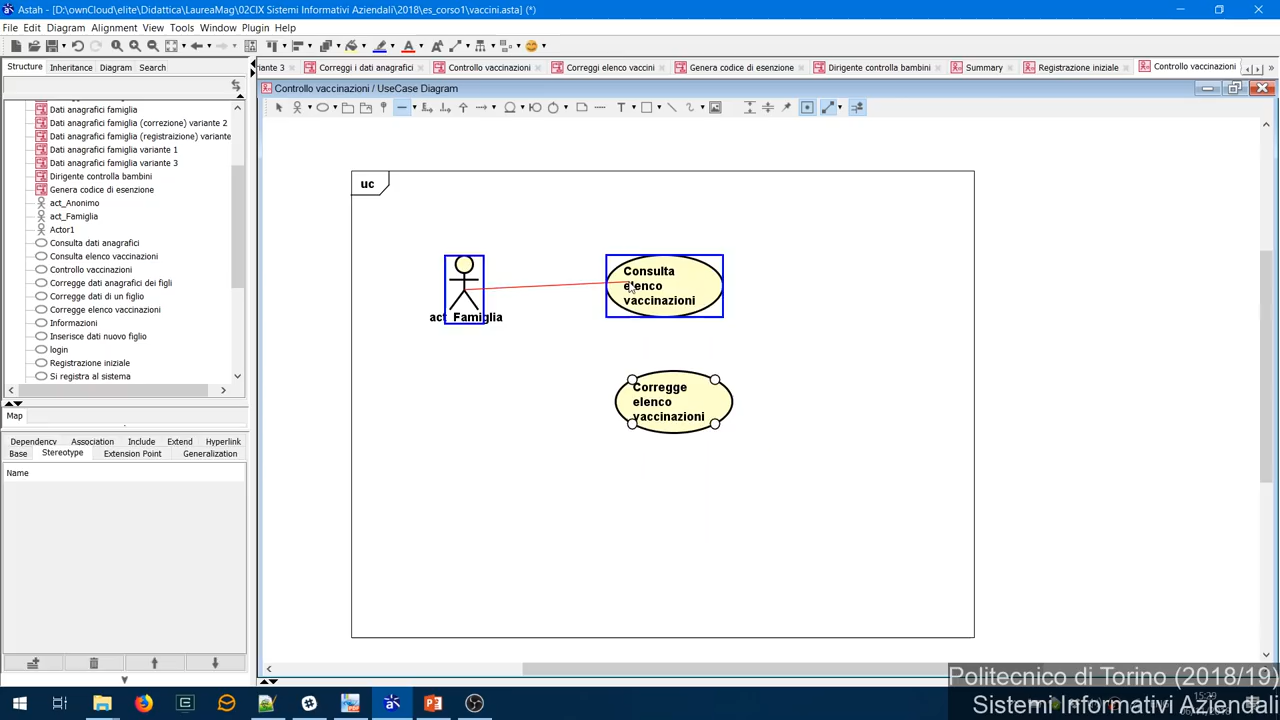 Astah - [D:\ownCloud\elite\Didattica\LaureaMag\02CIX Sistemi Informativi Aziendali\2018\es_corso1\vaccini.asta] (*)
File Edit Diagram Alignment View Tools Window Plugin Help
Structure Inheritance Diagram Search
iante 3 Correggi i dati anagrafici Controllo vaccinazioni Correggi elenco vaccini Genera codice di esenzione Dirigente controlla bambini Summary Registrazione iniziale Controllo vaccinazioni
Controllo vaccinazioni / UseCase Diagram
Dati anagrafici famiglia
Dati anagrafici famiglia (correzione) variante 2
Dati anagrafici famiglia (registraizione) variante
Dati anagrafici famiglia variante 1
Dati anagrafici famiglia variante 3
Dirigente controlla bambini
Genera codice di esenzione
act_Anonimo
act_Famiglia
Actor1
Consulta dati anagrafici
Consulta elenco vaccinazioni
Controllo vaccinazioni
Corregge dati anagrafici dei figli
Corregge dati di un figlio
Corregge elenco vaccinazioni
Informazioni
Inserisce dati nuovo figlio
login
Registrazione iniziale
Si registra al sistema
Map
Dependency Association Include Extend Hyperlink
Base Stereotype Extension Point Generalization
Name
uc
act_Famiglia
Consulta
elenco
vaccinazioni
Corregge
elenco
vaccinazioni
Politecnico di Torino (2018/19)
Sistemi Informativi Aziendali
15:29